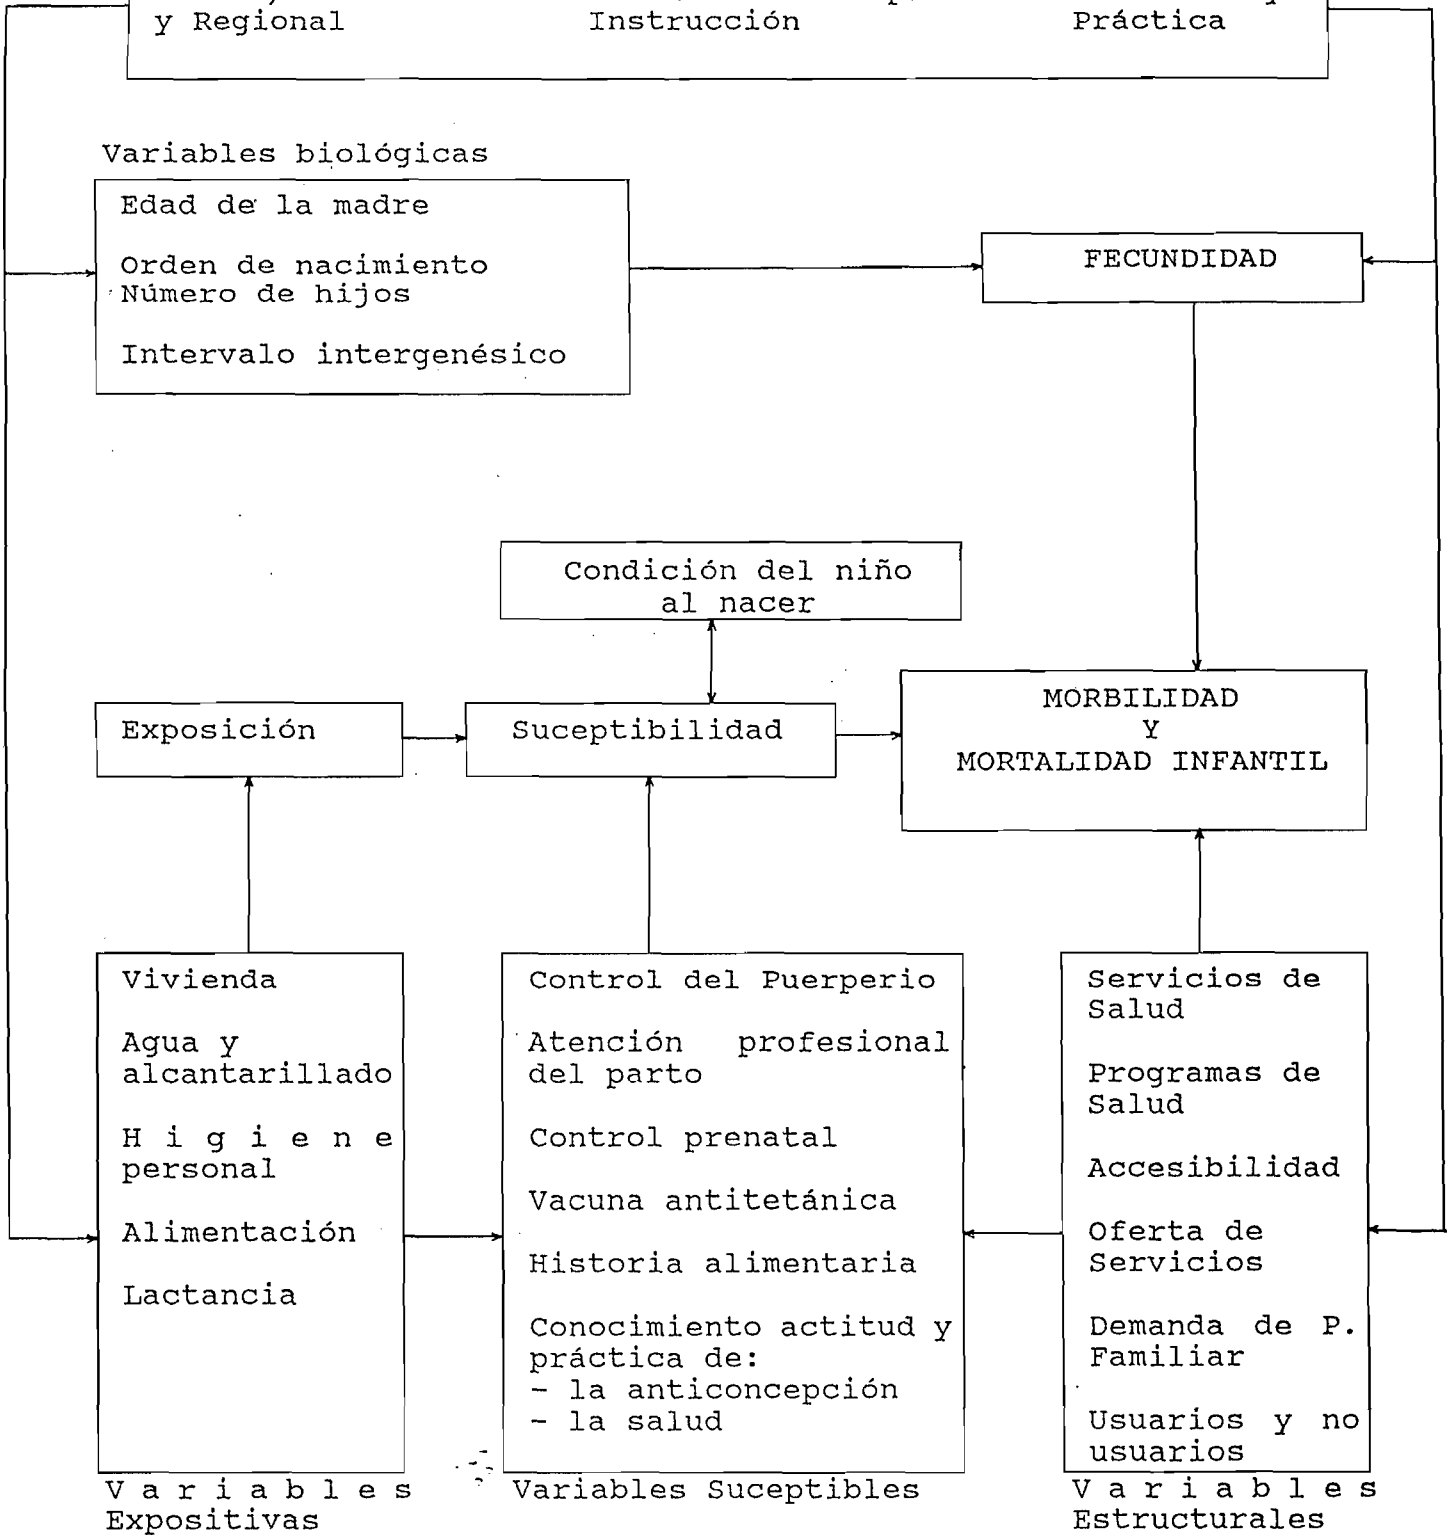 y Regional
Instrucción
Práctica
Variables biológicas
Edad de la madre
Orden de nacimiento
Número de hijos
Intervalo intergenésico
FECUNDIDAD
Condición del niño
al nacer
Exposición
Suceptibilidad
MORBILIDAD
Y
MORTALIDAD INFANTIL
Vivienda
Agua y
alcantarillado
H i g i e n e
personal
Alimentación
Lactancia
V a r i a b l e s
Expositivas
Control del Puerperio
Atención profesional
del parto
Control prenatal
Vacuna antitetánica
Historia alimentaria
Conocimiento actitud y
práctica de:
- la anticoncepción
- la salud
Variables Suceptibles
Servicios de
Salud
Programas de
Salud
Accesibilidad
Oferta de
Servicios
Demanda de P.
Familiar
Usuarios y no
usuarios
V a r i a b l e s
Estructurales